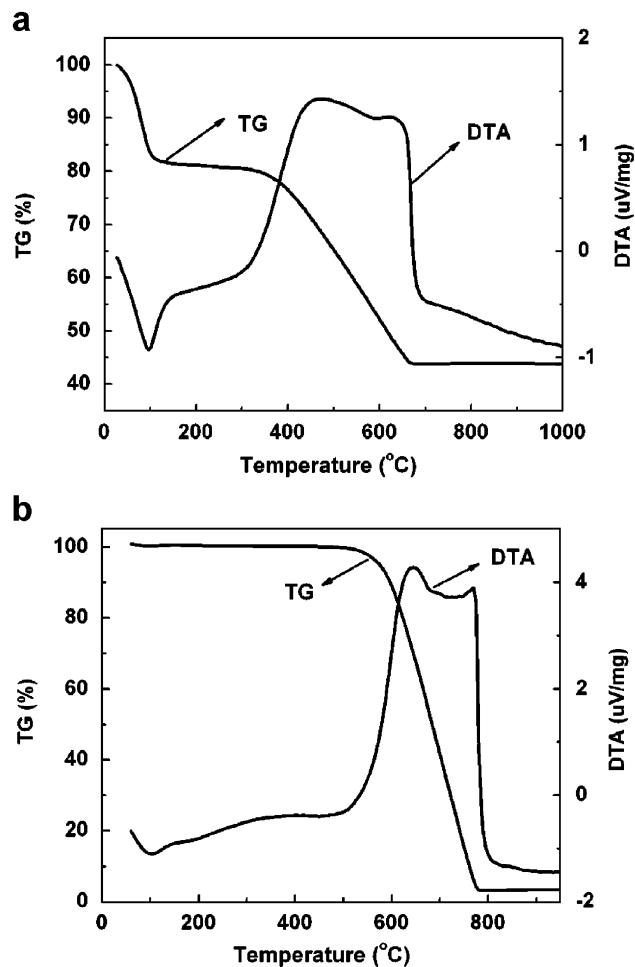 a
100
90
80
70
60
50
40
TG (%)
TG
DTA
2
1
0
-1
DTA (uV/mg)
0 200 400 600 800 1000
Temperature (°C)
b
100
80
60
40
20
0
TG (%)
TG
DTA
4
2
0
-2
DTA (uV/mg)
0 200 400 600 800
Temperature (°C)